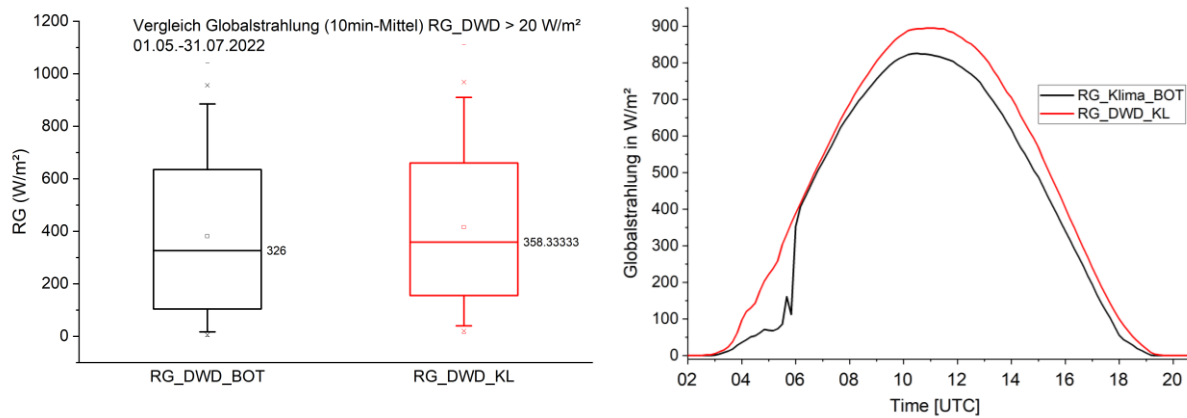 Vergleich Globalstrahlung (10min-Mittel) RG_DWD > 20 W/m²
01.05.-31.07.2022
RG (W/m²)
1200
1000
800
600
400
200
0
326
358.33333
RG_DWD_BOT
RG_DWD_KL
Globalstrahlung in W/m²
900
800
700
600
500
400
300
200
100
0
RG_Klima_BOT
RG_DWD_KL
02 04 06 08 10 12 14 16 18 20
Time [UTC]